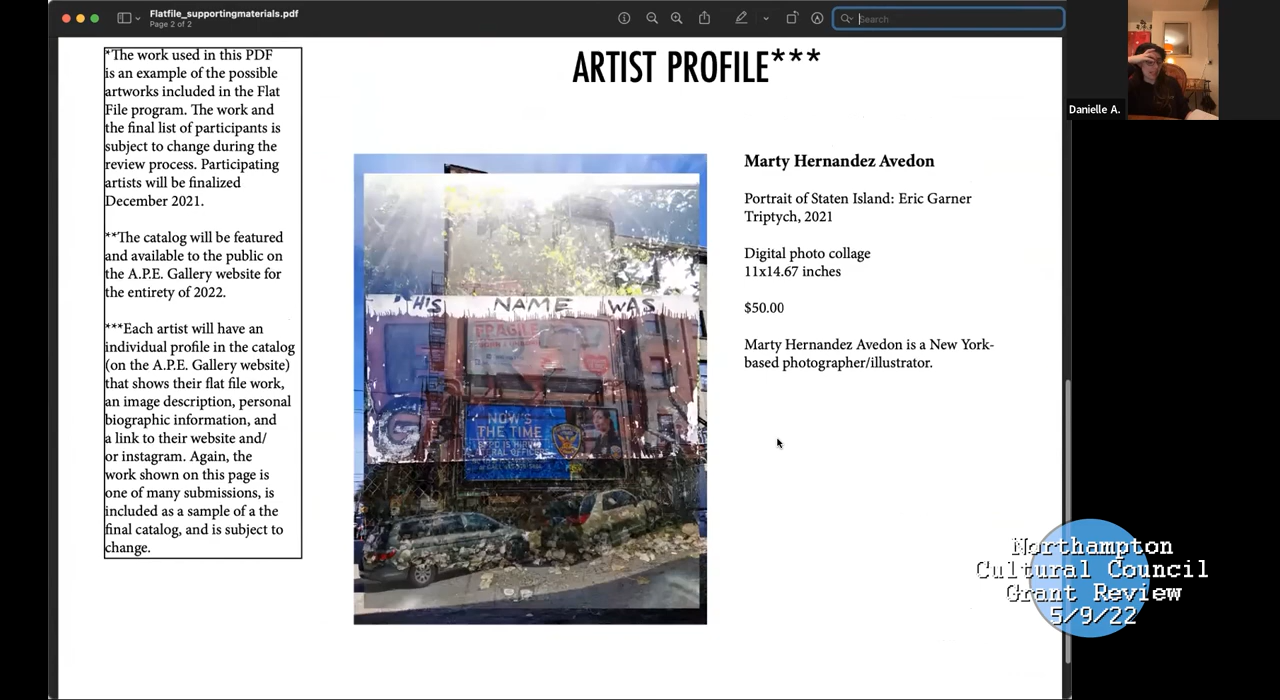 Flatfile_supportingmaterials.pdf
Page 2 of 2
Search
Danielle A.
*The work used in this PDF
is an example of the possible
artworks included in the Flat
File program. The work and
the final list of participants is
subject to change during the
review process. Participating
artists will be finalized
December 2021.
**The catalog will be featured
and available to the public on
the A.P.E. Gallery website for
the entirety of 2022.
***Each artist will have an
individual profile in the catalog
(on the A.P.E. Gallery website)
that shows their flat file work,
an image description, personal
biographic information, and
a link to their website and/
or instagram. Again, the
work shown on this page is
one of many submissions, is
included as a sample of a the
final catalog, and is subject to
change.
ARTIST PROFILE***
HIS NAME WAS
FRAGILE
NOW'S
THE TIME
Marty Hernandez Avedon
Portrait of Staten Island: Eric Garner
Triptych, 2021
Digital photo collage
11x14.67 inches
$50.00
Marty Hernandez Avedon is a New York-
based photographer/illustrator.
Northampton
Cultural Council
Grant Review
5/9/22